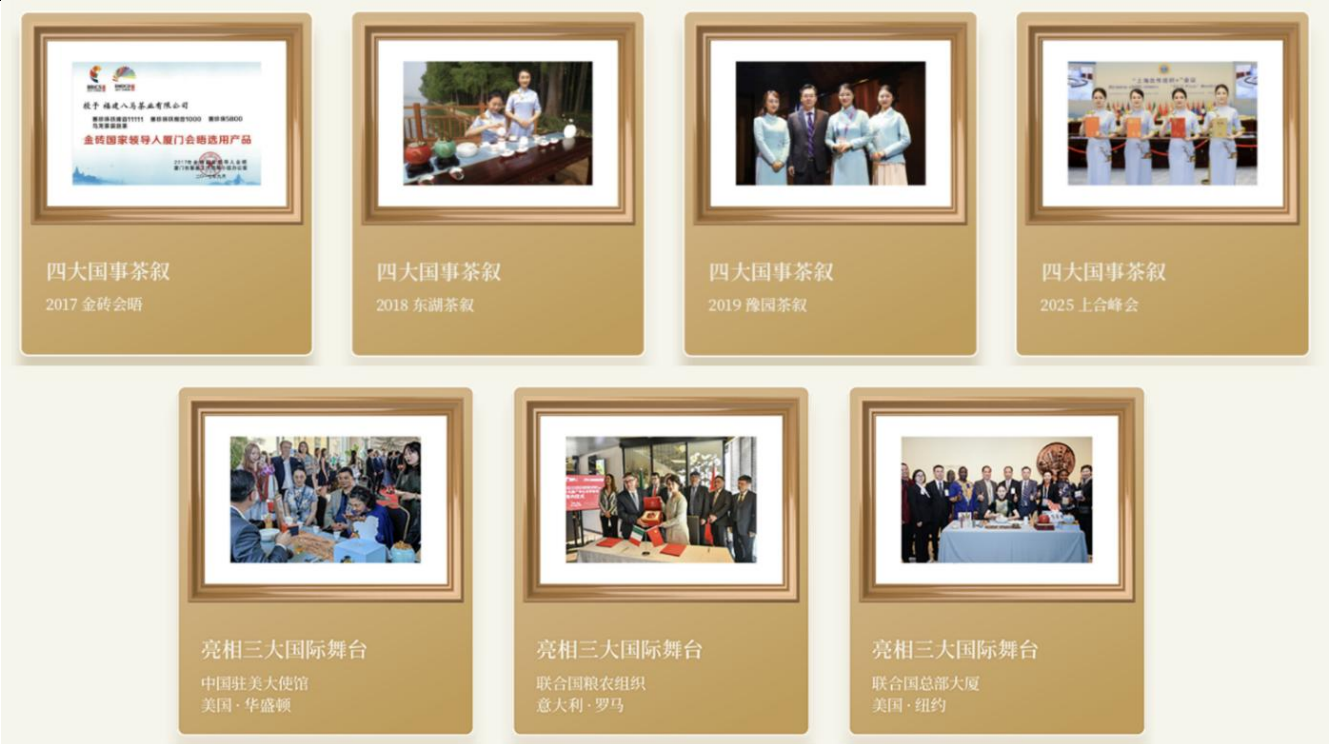 授予 福建八马茶业有限公司
金砖国家领导人厦门会晤选用产品
四大国事茶叙
2017 金砖会晤
四大国事茶叙
2018 东湖茶叙
四大国事茶叙
2019 豫园茶叙
四大国事茶叙
2025 上合峰会
亮相三大国际舞台
中国驻美大使馆
美国·华盛顿
亮相三大国际舞台
联合国粮农组织
意大利·罗马
亮相三大国际舞台
联合国总部大厦
美国·纽约